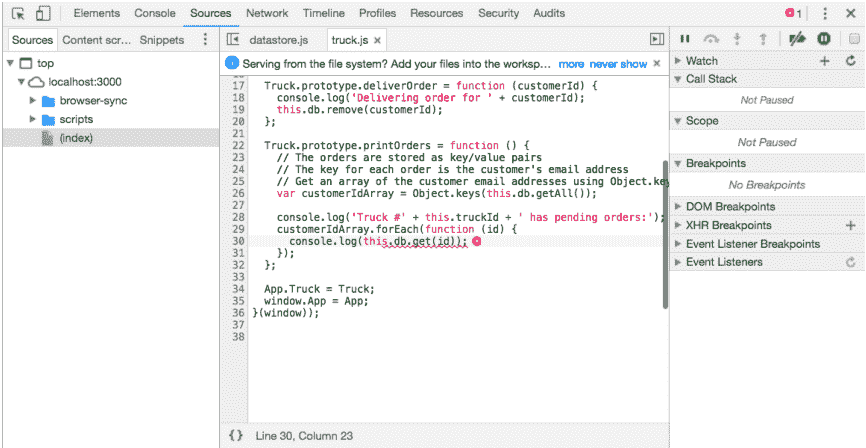 Elements Console Sources Network Timeline Profiles Resources Security Audits 1
Sources Content scr... Snippets
datastore.js truck.js ×
top
localhost:3000
browser-sync
scripts
(index)
Serving from the file system? Add your files into the worksp... more never show ×
17 Truck.prototype.deliverOrder = function (customerId) {
18 console.log('Delivering order for ' + customerId);
19 this.db.remove(customerId);
20 };
21
22 Truck.prototype.printOrders = function () {
23 // The orders are stored as key/value pairs
24 // The key for each order is the customer's email address
25 // Get an array of the customer email addresses using Object.key
26 var customerIdArray = Object.keys(this.db.getAll());
27
28 console.log('Truck #' + this.truckId + ' has pending orders:');
29 customerIdArray.forEach(function (id) {
30 console.log(this.db.get(id));
31 });
32 };
33
34 App.Truck = Truck;
35 window.App = App;
36 }(window));
37
38
{} Line 30, Column 23
Watch
Call Stack
Not Paused
Scope
Not Paused
Breakpoints
No Breakpoints
DOM Breakpoints
XHR Breakpoints
Event Listener Breakpoints
Event Listeners